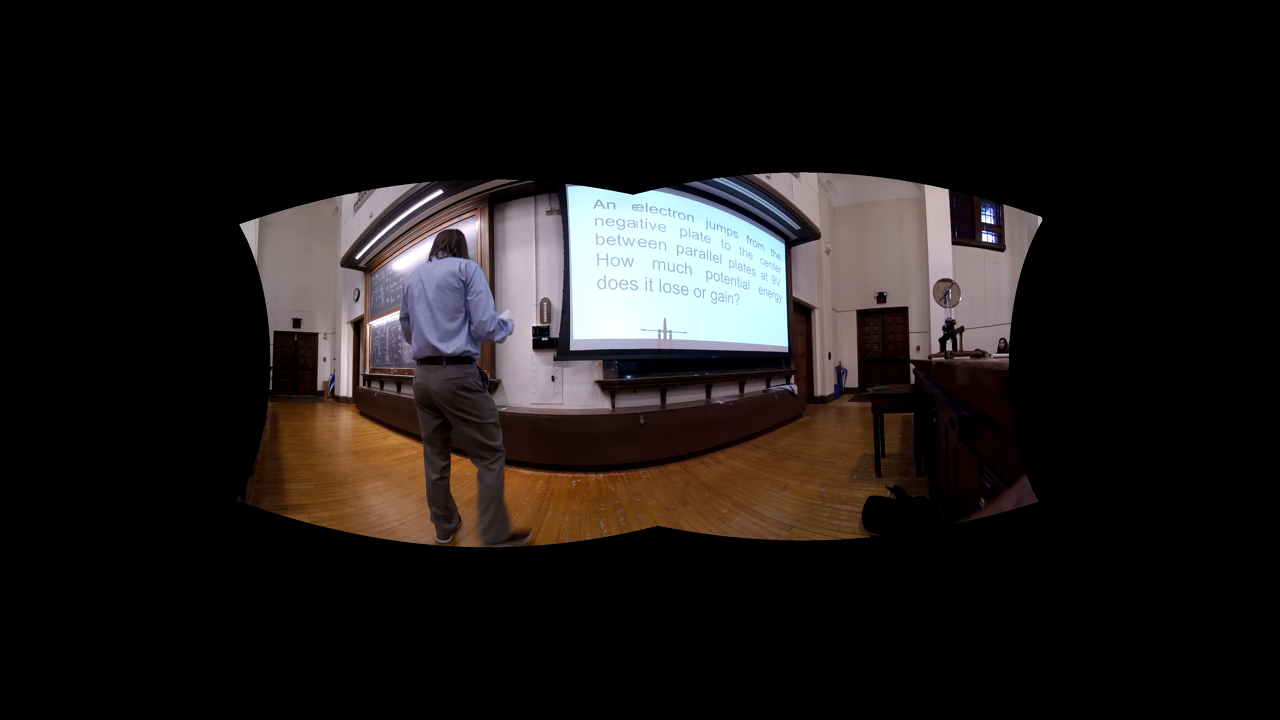 An electron jumps from the
negative plate to the center
between parallel plates at 9V.
How much potential energy
does it lose or gain?